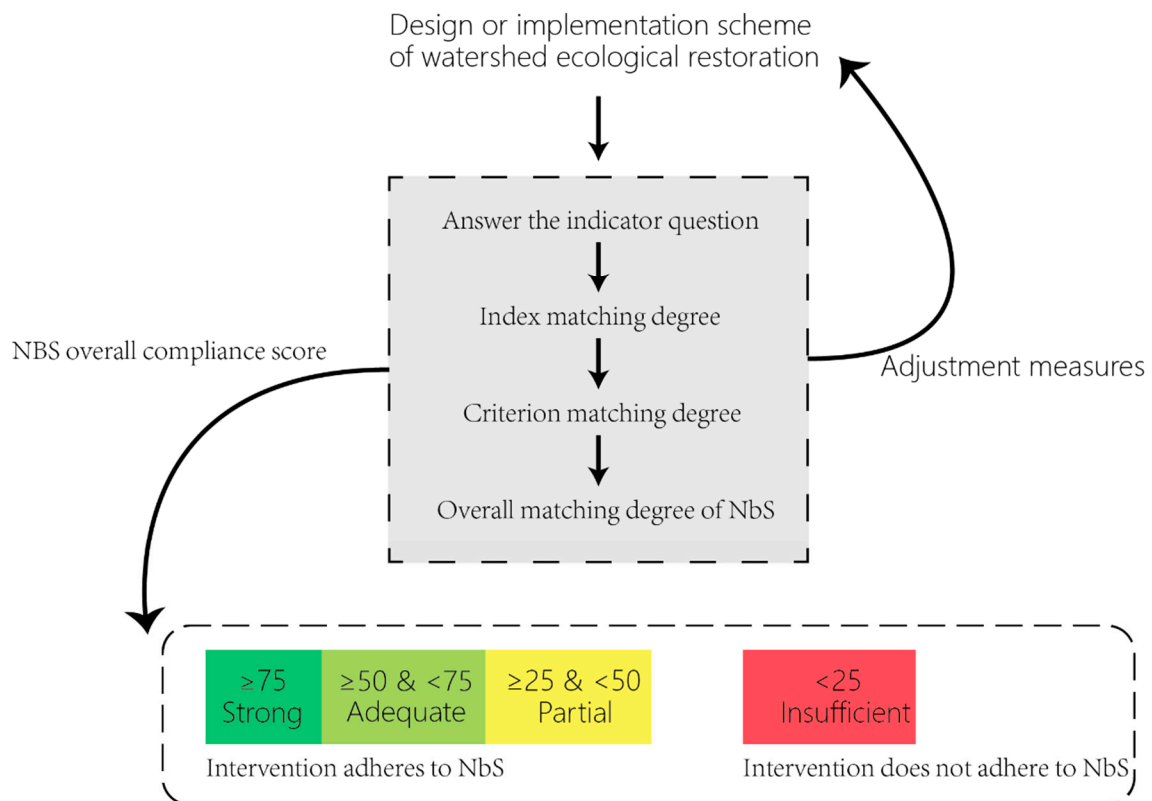 Design or implementation scheme
of watershed ecological restoration
Answer the indicator question
Index matching degree
NBS overall compliance score
Adjustment measures
Criterion matching degree
Overall matching degree of NbS
≥75
Strong
≥50 & <75
Adequate
≥25 & <50
Partial
<25
Insufficient
Intervention adheres to NbS
Intervention does not adhere to NbS